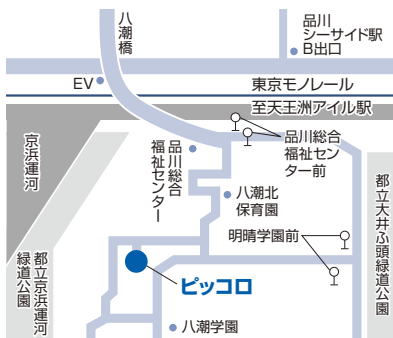 八潮橋
品川
シーサイド駅
B出口
EV
東京モノレール
至天王洲アイル駅
京浜運河
品川総合
福祉センター
品川総合
福祉セン
ター前
八潮北
保育園
都立大井ふ頭緑道公園
明晴学園前
都立京浜運河
緑道公園
ピッコロ
八潮学園